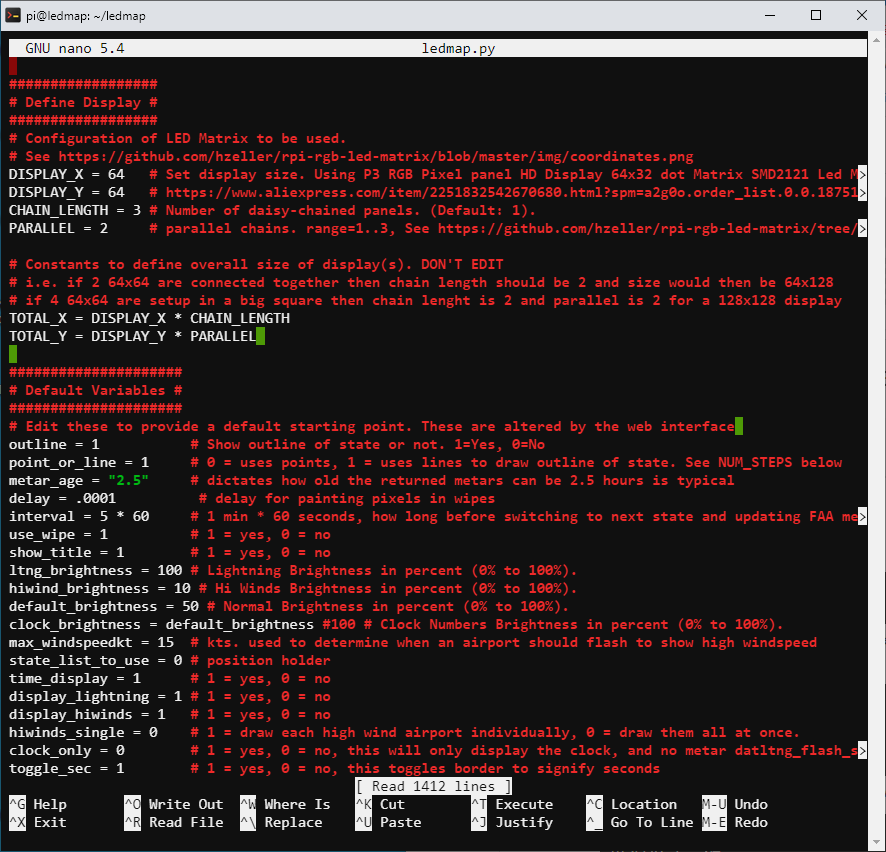 pi@ledmap: ~/ledmap
GNU nano 5.4 ledmap.py
##################
# Define Display #
##################
# Configuration of LED Matrix to be used.
# See https://github.com/hzeller/rpi-rgb-led-matrix/blob/master/img/coordinates.png
DISPLAY_X = 64   # Set display size. Using P3 RGB Pixel panel HD Display 64x32 dot Matrix SMD2121 Led M>
DISPLAY_Y = 64   # https://www.aliexpress.com/item/2251832542670680.html?spm=a2g0o.order_list.0.0.18751>
CHAIN_LENGTH = 3 # Number of daisy-chained panels. (Default: 1).
PARALLEL = 2     # parallel chains. range=1..3, See https://github.com/hzeller/rpi-rgb-led-matrix/tree/>
# Constants to define overall size of display(s). DON'T EDIT
# i.e. if 2 64x64 are connected together then chain length should be 2 and size would then be 64x128
# if 4 64x64 are setup in a big square then chain lenght is 2 and parallel is 2 for a 128x128 display
TOTAL_X = DISPLAY_X * CHAIN_LENGTH
TOTAL_Y = DISPLAY_Y * PARALLEL
#####################
# Default Variables #
#####################
# Edit these to provide a default starting point. These are altered by the web interface
outline = 1           # Show outline of state or not. 1=Yes, 0=No
point_or_line = 1     # 0 = uses points, 1 = uses lines to draw outline of state. See NUM_STEPS below
metar_age = "2.5"     # dictates how old the returned metars can be 2.5 hours is typical
delay = .0001          # delay for painting pixels in wipes
interval = 5 * 60     # 1 min * 60 seconds, how long before switching to next state and updating FAA me>
use_wipe = 1          # 1 = yes, 0 = no
show_title = 1        # 1 = yes, 0 = no
ltng_brightness = 100 # Lightning Brightness in percent (0% to 100%).
hiwind_brightness = 10 # Hi Winds Brightness in percent (0% to 100%).
default_brightness = 50 # Normal Brightness in percent (0% to 100%).
clock_brightness = default_brightness #100 # Clock Numbers Brightness in percent (0% to 100%).
max_windspeedkt = 15  # kts. used to determine when an airport should flash to show high windspeed
state_list_to_use = 0 # position holder
time_display = 1      # 1 = yes, 0 = no
display_lightning = 1 # 1 = yes, 0 = no
display_hiwinds = 1   # 1 = yes, 0 = no
hiwinds_single = 0    # 1 = draw each high wind airport individually, 0 = draw them all at once.
clock_only = 0        # 1 = yes, 0 = no, this will only display the clock, and no metar datltng_flash_s>
toggle_sec = 1        # 1 = yes, 0 = no, this toggles border to signify seconds
[ Read 1412 lines ]
^G Help ^O Write Out ^W Where Is ^K Cut ^T Execute ^C Location M-U Undo
^X Exit ^R Read File ^\ Replace ^U Paste ^J Justify ^_ Go To Line M-E Redo